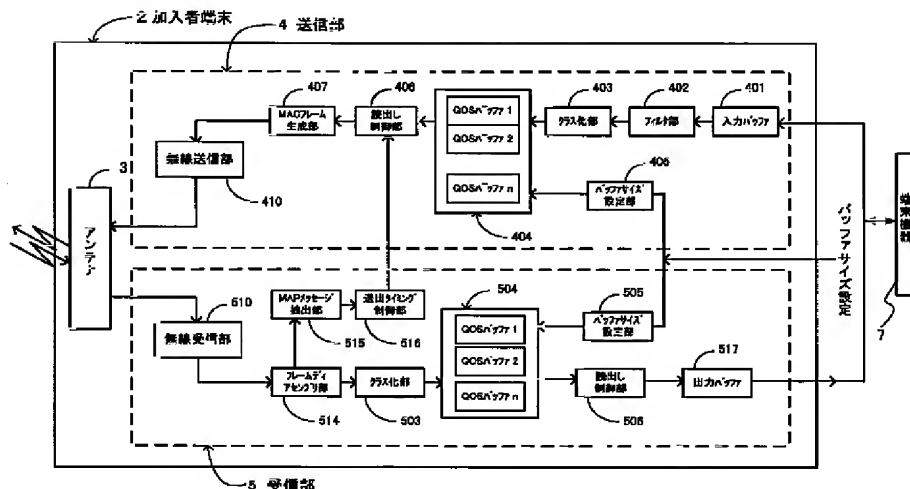 2 加入者端末
4 送信部
407
406
403
402
401
MACフレーム
生成部
読出し
制御部
QOSバッファ 1
QOSバッファ 2
QOSバッファ n
クラス化部
フィルタ部
入力バッファ
3
無線送信部
410
404
405
バッファサイズ
設定部
アンテナ
バッファサイズ設定
端末機器
7
510
無線受信部
MAPメッセージ
抽出部
515
送出タイミング
制御部
516
504
QOSバッファ 1
QOSバッファ 2
QOSバッファ n
505
バッファサイズ
設定部
517
フレームディ
アセンブリ部
514
クラス化部
503
読出し
制御部
506
出力バッファ
5 受信部